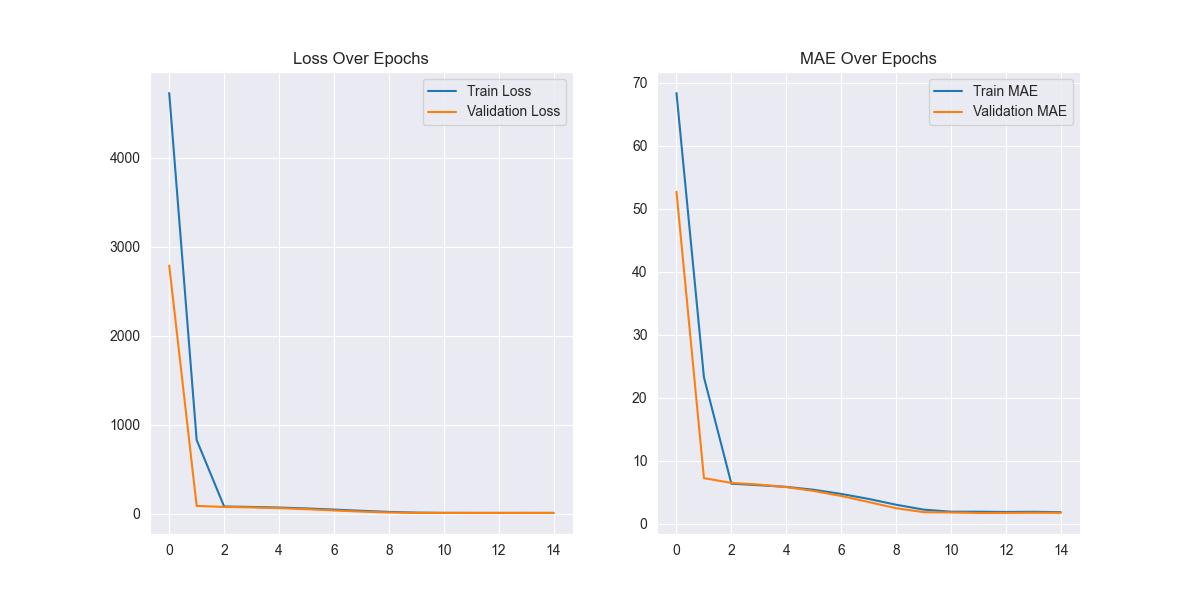 Loss Over Epochs
Train Loss
Validation Loss
4000
3000
2000
1000
0
0 2 4 6 8 10 12 14
MAE Over Epochs
Train MAE
Validation MAE
70
60
50
40
30
20
10
0
0 2 4 6 8 10 12 14